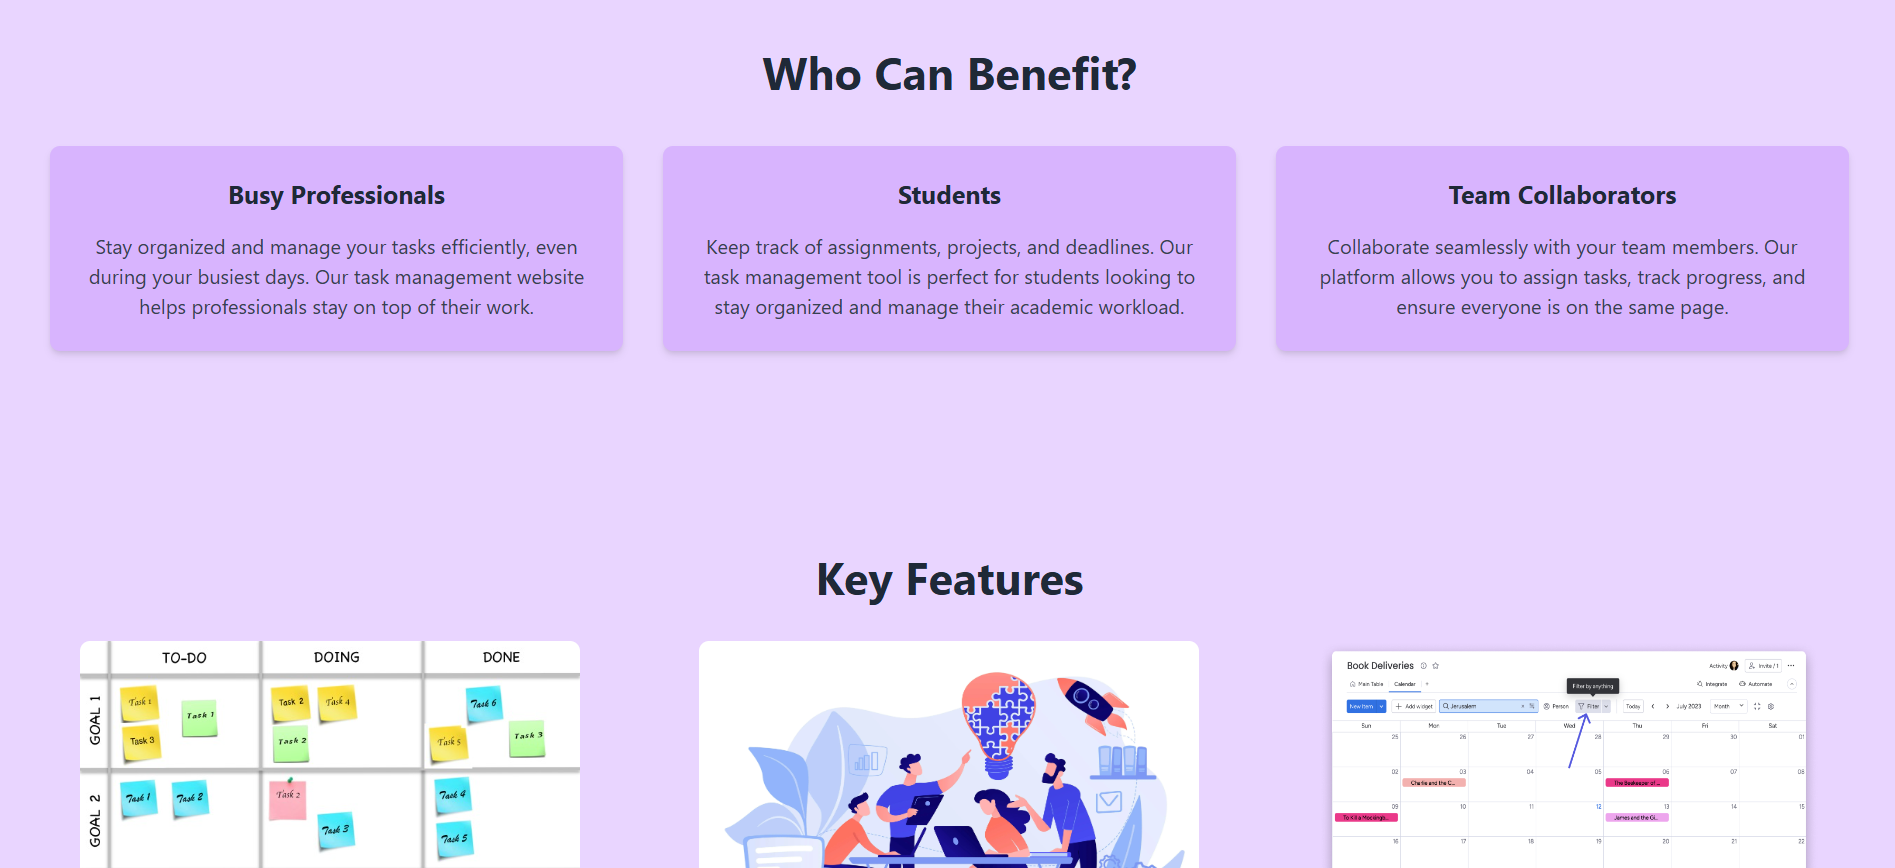 Who Can Benefit?
Busy Professionals
Stay organized and manage your tasks efficiently, even
during your busiest days. Our task management website
helps professionals stay on top of their work.
Students
Keep track of assignments, projects, and deadlines. Our
task management tool is perfect for students looking to
stay organized and manage their academic workload.
Team Collaborators
Collaborate seamlessly with your team members. Our
platform allows you to assign tasks, track progress, and
ensure everyone is on the same page.
Key Features
TO-DO DOING DONE
GOAL 1
Task 1
Task 1
Task 3
Task 2
Task 4
Task 2
Task 6
Task 5
Task 3
GOAL 2
Task 1
Task 2
Task 2
Task 3
Task 4
Task 5
Book Deliveries
Activity
Invite / 1
Main Table
Calendar
+
Filter by anything
Integrate
Automate
New Item
+ Add widget
Jerusalem
Person
Filter
Today
< > July 2023
Month
Sun Mon Tue Wed Thu Fri Sat
25 26 27 28 29 30 01
02 03 04 05 06 07 08
Charlie and the C...
The Beekeeper of ...
09 10 11 12 13 14 15
To Kill a Mockingb...
James and the Gi...
16 17 18 19 20 21 22